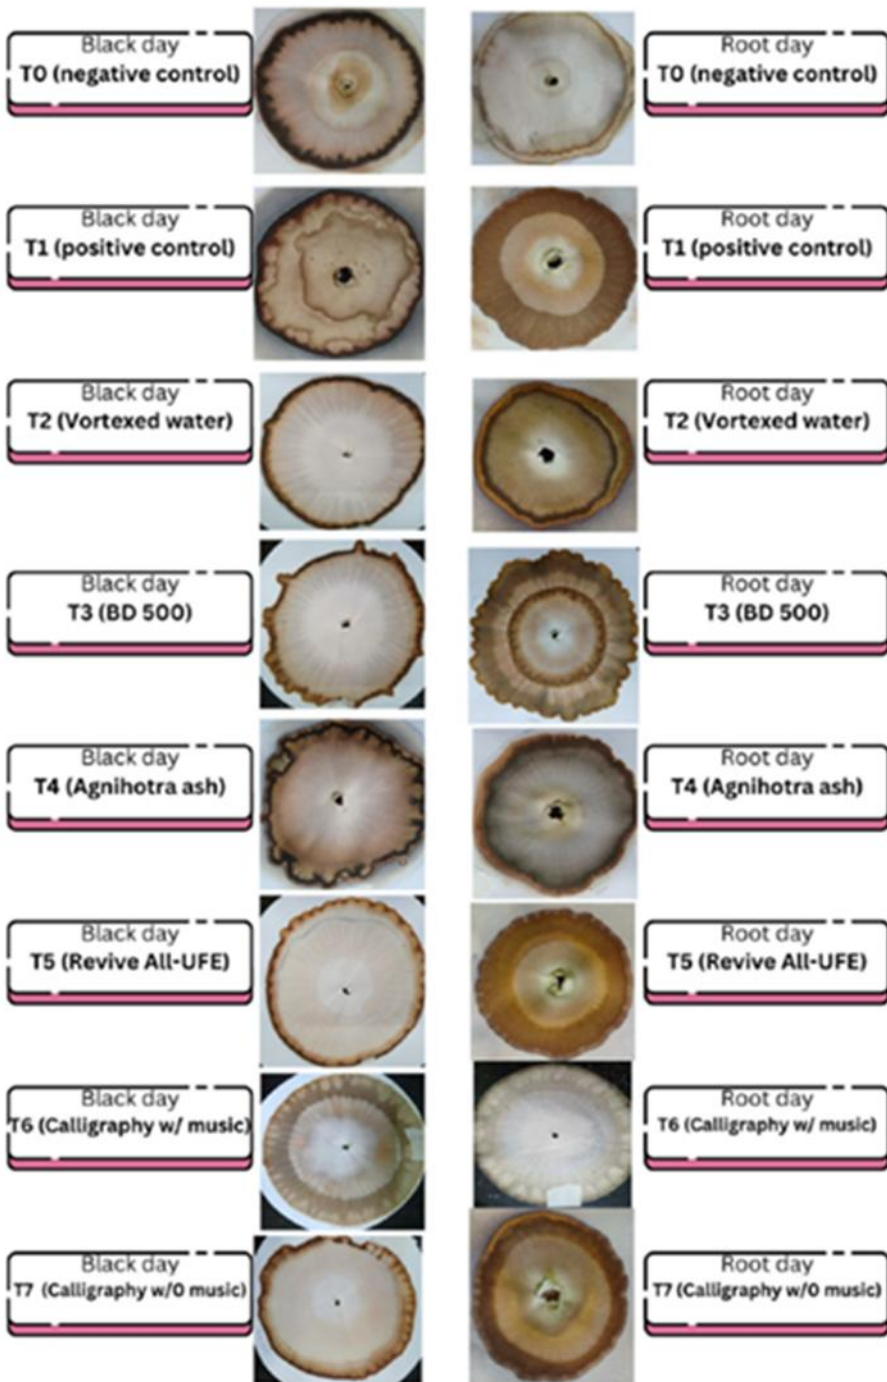 Black day
T0 (negative control)
Root day
T0 (negative control)
Black day
T1 (positive control)
Root day
T1 (positive control)
Black day
T2 (Vortexed water)
Root day
T2 (Vortexed water)
Black day
T3 (BD 500)
Root day
T3 (BD 500)
Black day
T4 (Agnihotra ash)
Root day
T4 (Agnihotra ash)
Black day
T5 (Revive All-UFE)
Root day
T5 (Revive All-UFE)
Black day
T6 (Calligraphy w/ music)
Root day
T6 (Calligraphy w/ music)
Black day
T7 (Calligraphy w/0 music)
Root day
T7 (Calligraphy w/0 music)